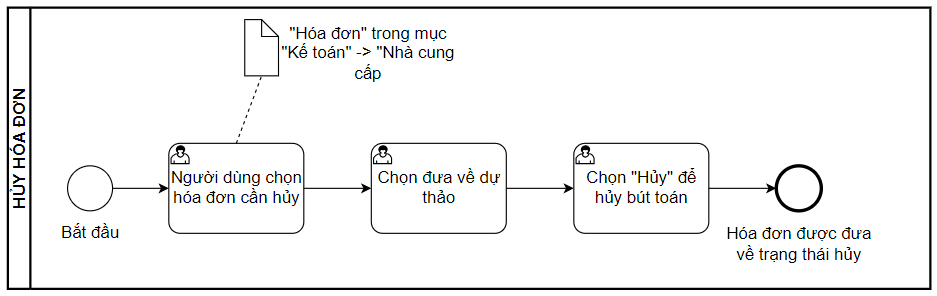 HỦY HÓA ĐƠN
"Hóa đơn" trong mục
"Kế toán" -> "Nhà cung
cấp
Bắt đầu
Người dùng chọn
hóa đơn cần hủy
Chọn đưa về dự
thảo
Chọn "Hủy" để
hủy bút toán
Hóa đơn được đưa
về trạng thái hủy